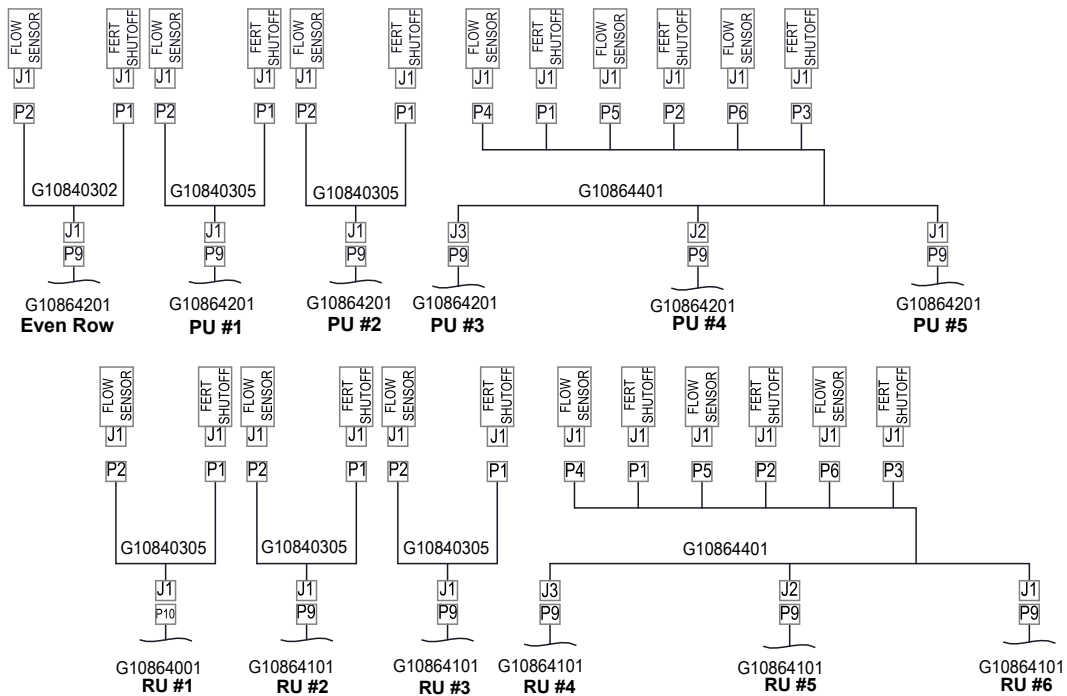 FLOW SENSOR
FERT SHUTOFF
FLOW SENSOR
FERT SHUTOFF
FLOW SENSOR
FERT SHUTOFF
FLOW SENSOR
FERT SHUTOFF
FLOW SENSOR
FERT SHUTOFF
FLOW SENSOR
FERT SHUTOFF
J1 J1 J1 J1 J1 J1 J1 J1 J1 J1 J1 J1
P2 P1 P2 P1 P2 P1 P4 P1 P5 P2 P6 P3
G10840302 G10840305 G10840305 G10864401
J1 J1 J1 J3 J2 J1
P9 P9 P9 P9 P9 P9
G10864201 G10864201 G10864201 G10864201 G10864201 G10864201
Even Row PU #1 PU #2 PU #3 PU #4 PU #5
FLOW SENSOR
FERT SHUTOFF
FLOW SENSOR
FERT SHUTOFF
FLOW SENSOR
FERT SHUTOFF
FLOW SENSOR
FERT SHUTOFF
FLOW SENSOR
FERT SHUTOFF
FLOW SENSOR
FERT SHUTOFF
J1 J1 J1 J1 J1 J1 J1 J1 J1 J1 J1 J1
P2 P1 P2 P1 P2 P1 P4 P1 P5 P2 P6 P3
G10840305 G10840305 G10840305 G10864401
J1 J1 J1 J3 J2 J1
P10 P9 P9 P9 P9 P9
G10864001 G10864101 G10864101 G10864101 G10864101 G10864101
RU #1 RU #2 RU #3 RU #4 RU #5 RU #6